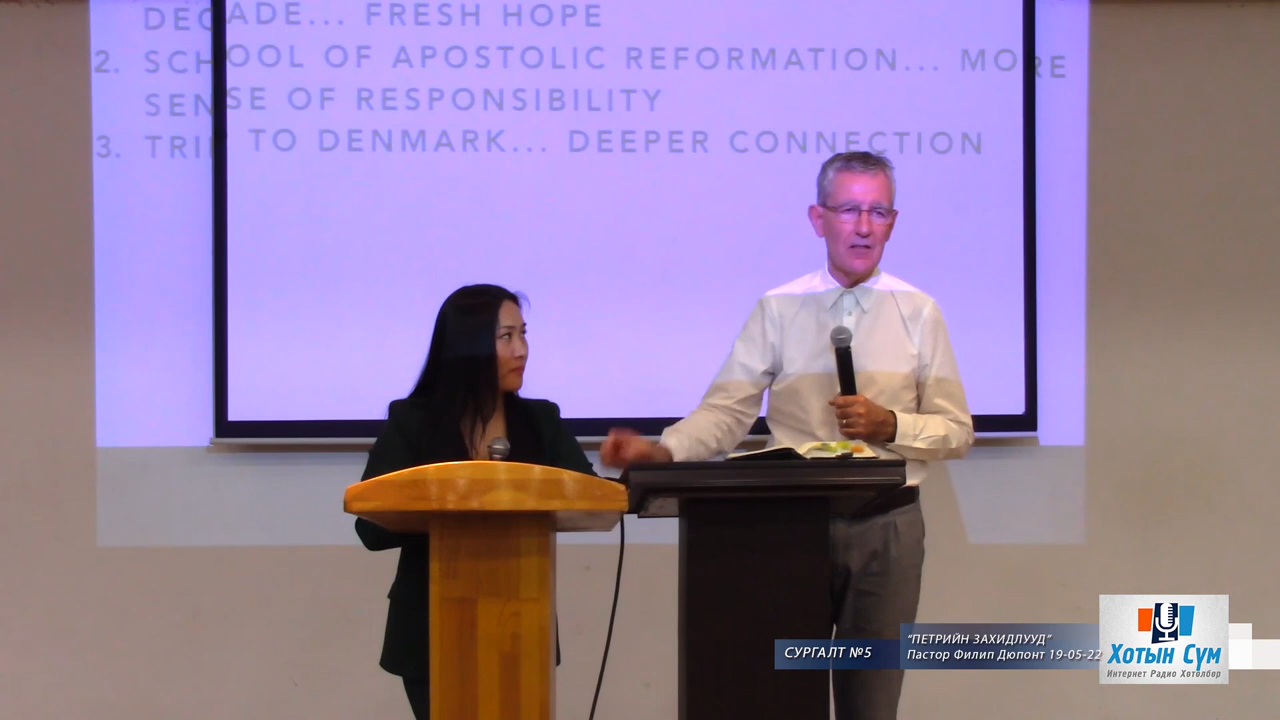 DECADE... FRESH HOPE
2. SCHOOL OF APOSTOLIC REFORMATION... MORE
SENSE OF RESPONSIBILITY
3. TRIP TO DENMARK... DEEPER CONNECTION
СУРГАЛТ №5
“ПЕТРИЙН ЗАХИДЛУУД”
Пастор Филип Дюпонт 19-05-22
Хотын Сүм
Интернет Радио Хөтөлбөр